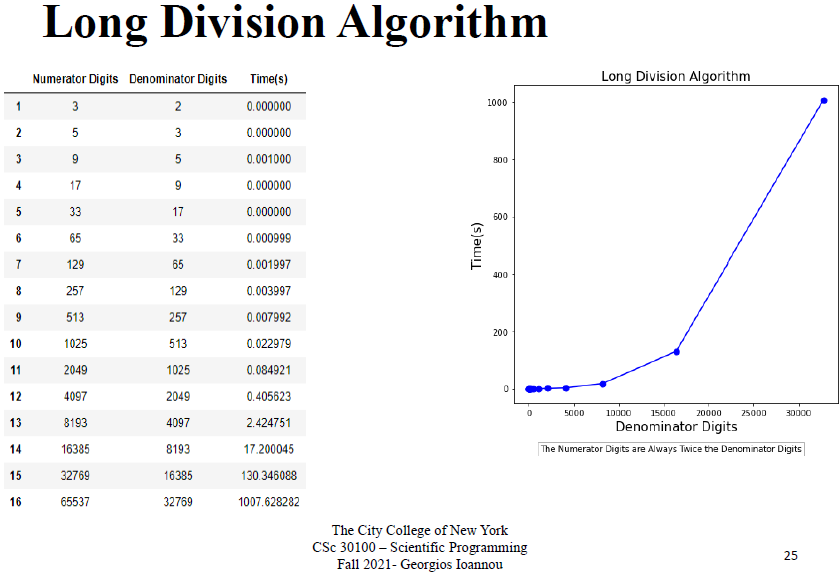 Long Division Algorithm
Numerator Digits Denominator Digits Time(s)
1 3 2 0.000000
2 5 3 0.000000
3 9 5 0.001000
4 17 9 0.000000
5 33 17 0.000000
6 65 33 0.000999
7 129 65 0.001997
8 257 129 0.003997
9 513 257 0.007992
10 1025 513 0.022979
11 2049 1025 0.084921
12 4097 2049 0.405623
13 8193 4097 2.424751
14 16385 8193 17.200045
15 32769 16385 130.346088
16 65537 32769 1007.628282
Long Division Algorithm
Time(s)
1000
800
600
400
200
0
0 5000 10000 15000 20000 25000 30000
Denominator Digits
The Numerator Digits are Always Twice the Denominator Digits
The City College of New York
CSc 30100 – Scientific Programming
Fall 2021- Georgios Ioannou
25